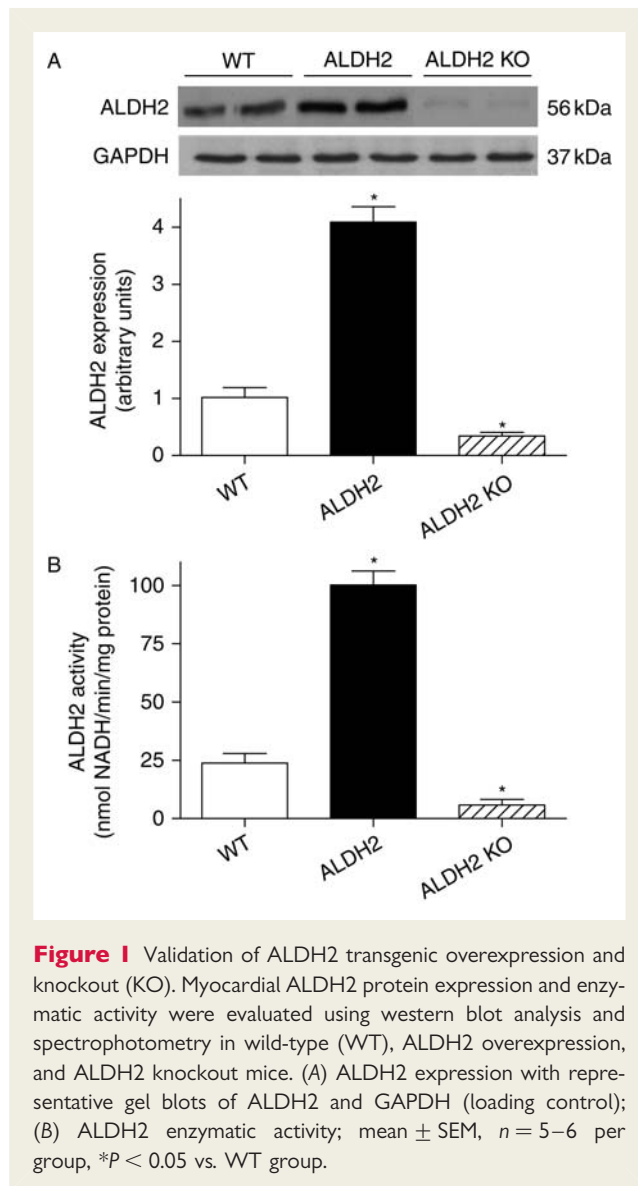 A
WT ALDH2 ALDH2 KO
ALDH2 56 kDa
GAPDH 37 kDa
ALDH2 expression
(arbitrary units)
4
3
2
1
0
*
*
WT ALDH2 ALDH2 KO
B
ALDH2 activity
(nmol NADH/min/mg protein)
100
75
50
25
0
*
*
WT ALDH2 ALDH2 KO
Figure 1 Validation of ALDH2 transgenic overexpression and
knockout (KO). Myocardial ALDH2 protein expression and enzy-
matic activity were evaluated using western blot analysis and
spectrophotometry in wild-type (WT), ALDH2 overexpression,
and ALDH2 knockout mice. (A) ALDH2 expression with repre-
sentative gel blots of ALDH2 and GAPDH (loading control);
(B) ALDH2 enzymatic activity; mean ± SEM, n = 5–6 per
group, *P < 0.05 vs. WT group.